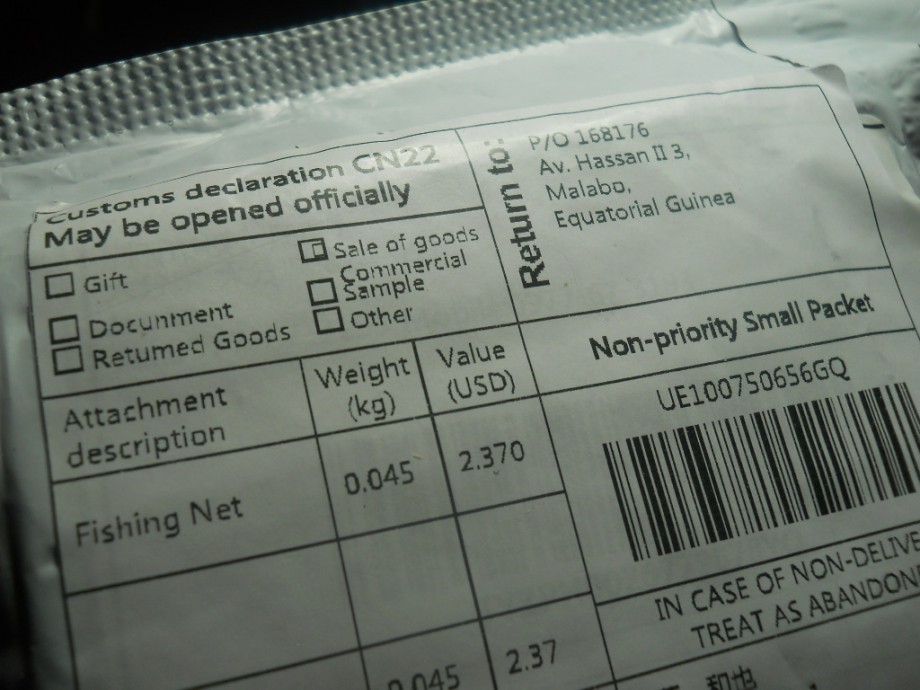 Customs declaration CN22
May be opened officially
Gift
Docunment
Retumed Goods
Sale of goods
Commercial
Sample
Other
Return to:
P/O 168176
Av. Hassan II 3,
Malabo,
Equatorial Guinea
Attachment
description
Weight
(kg)
Value
(USD)
Non-priority Small Packet
UE100750656GQ
Fishing Net
0.045
2.370
0.045
2.37
IN CASE OF NON-DELIVE
TREAT AS ABANDON